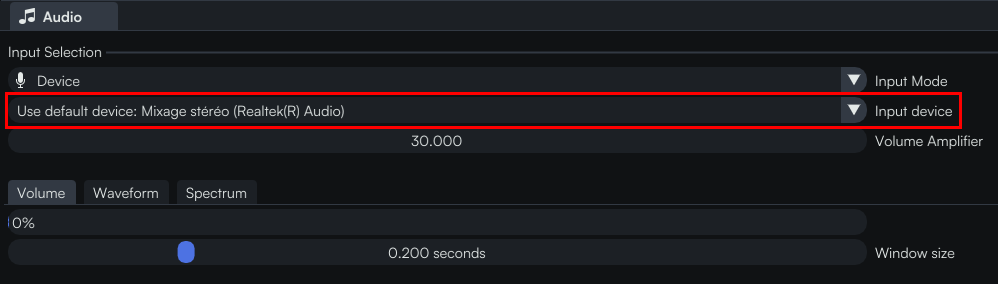 Audio
Input Selection
Device Input Mode
Use default device: Mixage stéréo (Realtek(R) Audio) Input device
30.000 Volume Amplifier
Volume Waveform Spectrum
0%
0.200 seconds Window size